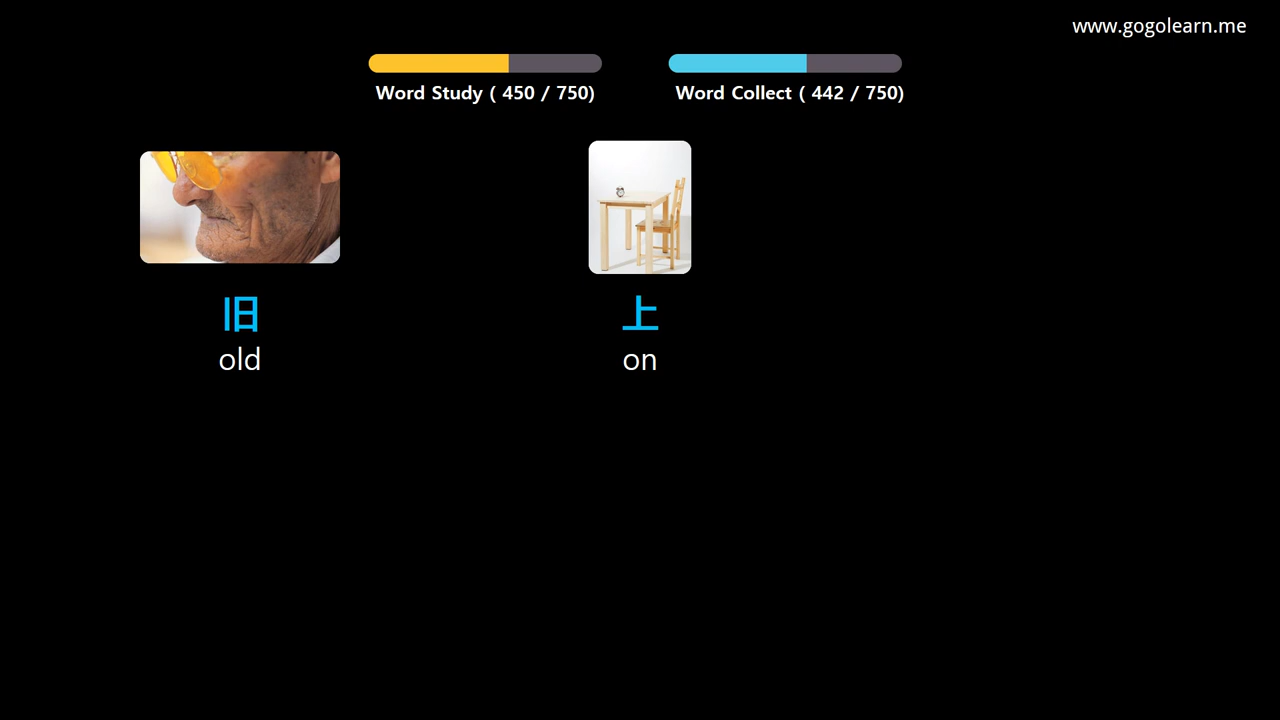 www.gogolearn.me
Word Study ( 450 / 750)
Word Collect ( 442 / 750)
旧
old
上
on